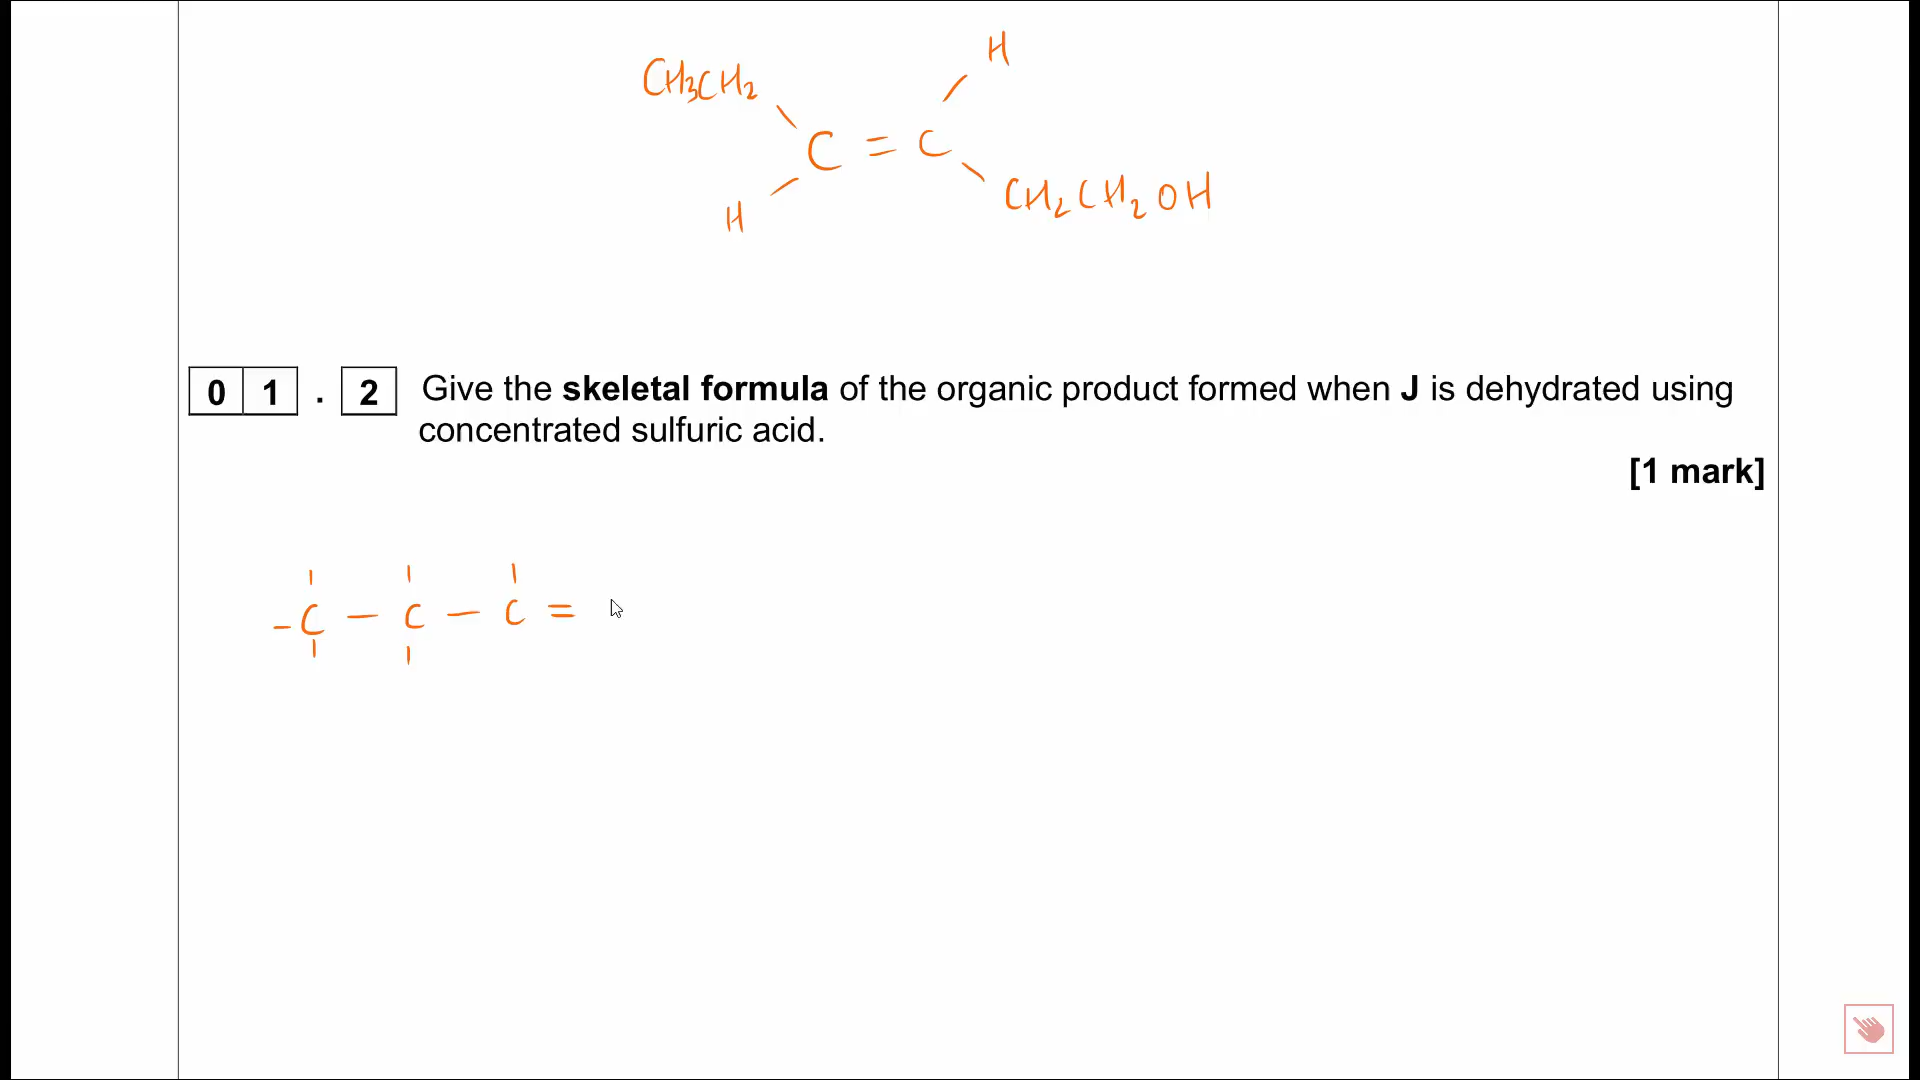 H
CH3CH2
C = C
CH2CH2OH
H
0 1 . 2 Give the skeletal formula of the organic product formed when J is dehydrated using
concentrated sulfuric acid.
[1 mark]
-C - C - C =